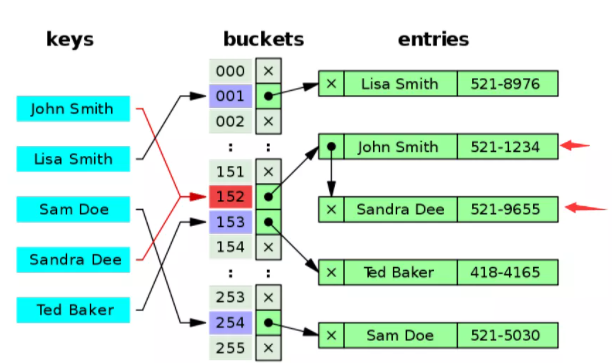 keys
buckets
entries
John Smith
Lisa Smith
Sam Doe
Sandra Dee
Ted Baker
000 ×
001
002 ×
: :
151 ×
152
153
154 ×
: :
253 ×
254
255 ×
× Lisa Smith 521-8976
John Smith 521-1234
× Sandra Dee 521-9655
× Ted Baker 418-4165
× Sam Doe 521-5030